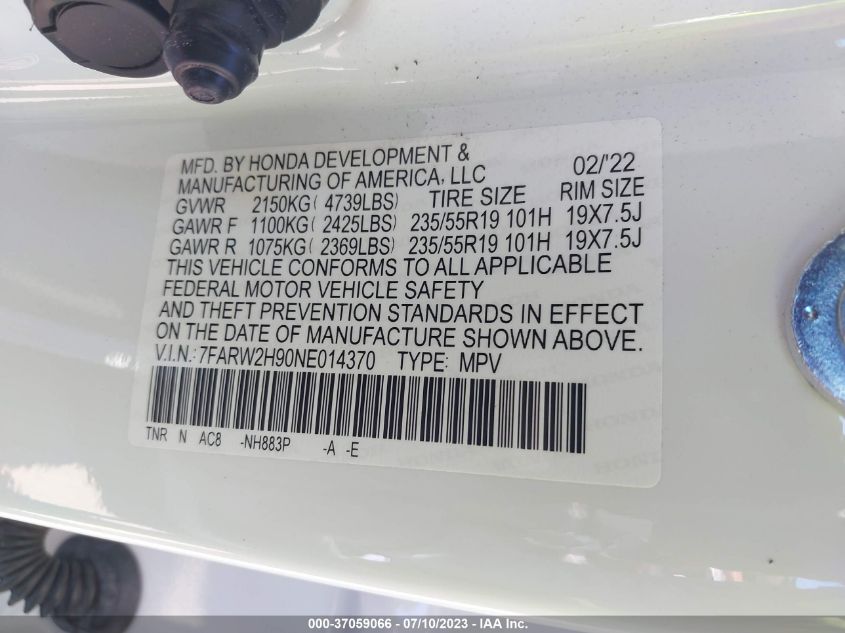 MFD. BY HONDA DEVELOPMENT &
MANUFACTURING OF AMERICA, LLC 02/'22
GVWR 2150KG( 4739LBS) TIRE SIZE RIM SIZE
GAWR F 1100KG( 2425LBS) 235/55R19 101H 19X7.5J
GAWR R 1075KG( 2369LBS) 235/55R19 101H 19X7.5J
THIS VEHICLE CONFORMS TO ALL APPLICABLE
FEDERAL MOTOR VEHICLE SAFETY
AND THEFT PREVENTION STANDARDS IN EFFECT
ON THE DATE OF MANUFACTURE SHOWN ABOVE.
V.I.N.: 7FARW2H90NE014370 TYPE: MPV
TNR N AC8 -NH883P -A -E
000-37059066 - 07/10/2023 - IAA Inc.